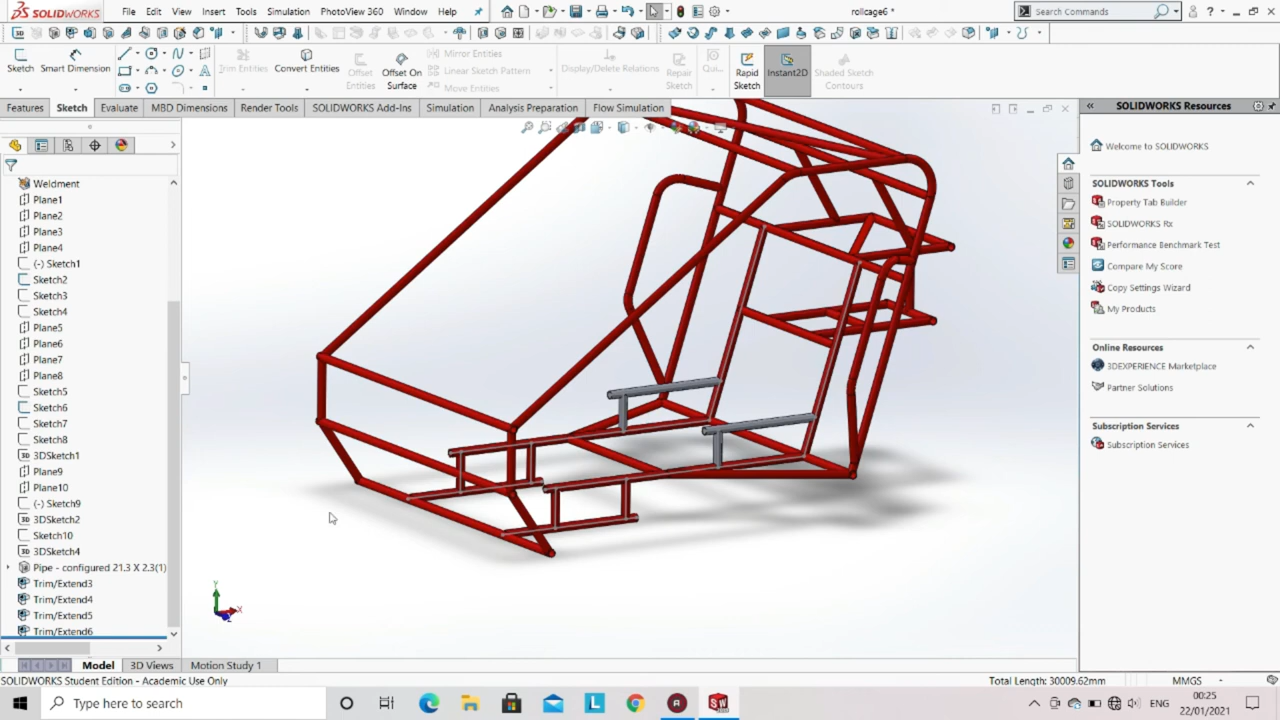 SOLIDWORKS File Edit View Insert Tools Simulation PhotoView 360 Window Help rollcage6 * Search Commands
Sketch Smart Dimension Trim Entities Convert Entities Offset Entities Offset On Surface Mirror Entities Linear Sketch Pattern Move Entities Display/Delete Relations Repair Sketch Qui... Rapid Sketch Instant2D Shaded Sketch Contours
Features Sketch Evaluate MBD Dimensions Render Tools SOLIDWORKS Add-Ins Simulation Analysis Preparation Flow Simulation
SOLIDWORKS Resources
Welcome to SOLIDWORKS
SOLIDWORKS Tools
Property Tab Builder
SOLIDWORKS Rx
Performance Benchmark Test
Compare My Score
Copy Settings Wizard
My Products
Online Resources
3DEXPERIENCE Marketplace
Partner Solutions
Subscription Services
Subscription Services
Weldment
Plane1
Plane2
Plane3
Plane4
(-) Sketch1
Sketch2
Sketch3
Sketch4
Plane5
Plane6
Plane7
Plane8
Sketch5
Sketch6
Sketch7
Sketch8
3DSketch1
Plane9
Plane10
(-) Sketch9
3DSketch2
Sketch10
3DSketch4
Pipe - configured 21.3 X 2.3(1)
Trim/Extend3
Trim/Extend4
Trim/Extend5
Trim/Extend6
Y
X
Z
Model 3D Views Motion Study 1
SOLIDWORKS Student Edition - Academic Use Only Total Length: 30009.62mm MMGS
Type here to search ENG 00:25
22/01/2021